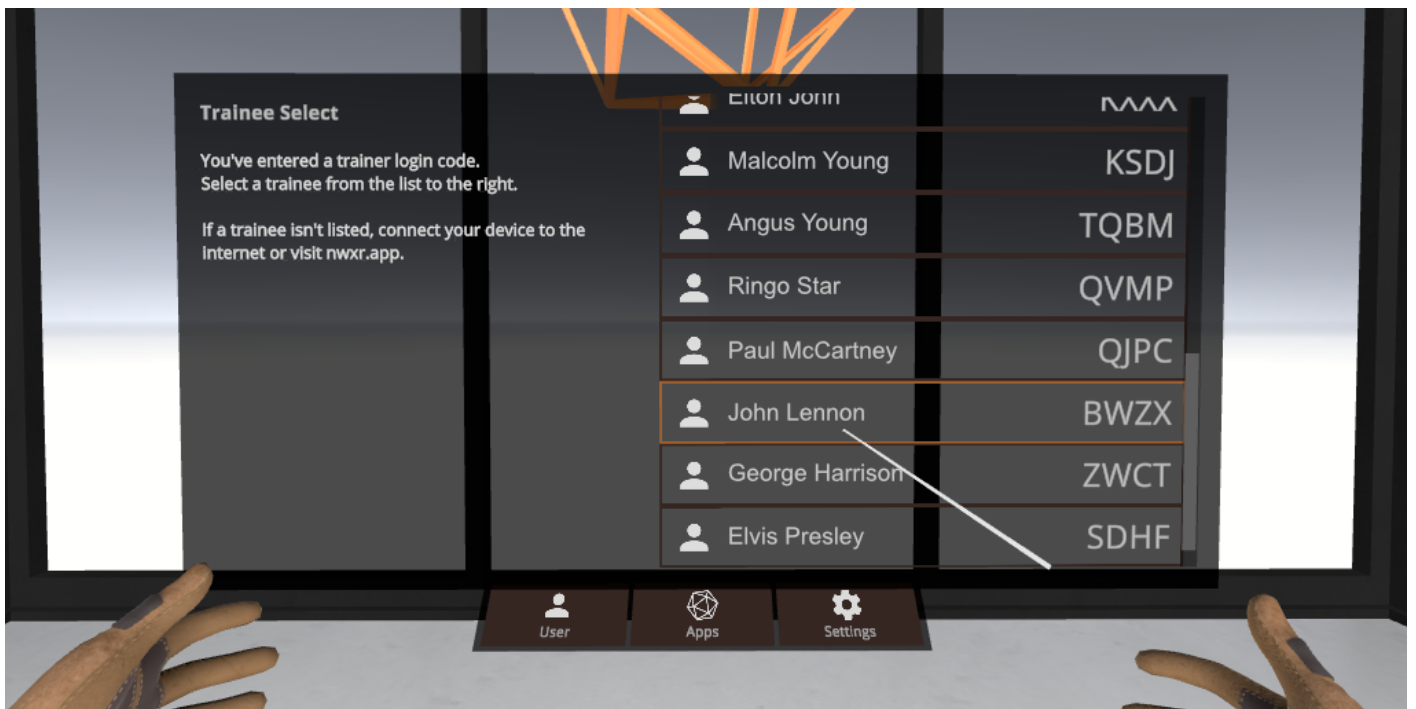 Trainee Select
You've entered a trainer login code.
Select a trainee from the list to the right.
If a trainee isn't listed, connect your device to the
internet or visit nwxr.app.
Elton John
Malcolm Young KSDJ
Angus Young TQBM
Ringo Star QVMP
Paul McCartney QJPC
John Lennon BWZX
George Harrison ZWCT
Elvis Presley SDHF
User Apps Settings